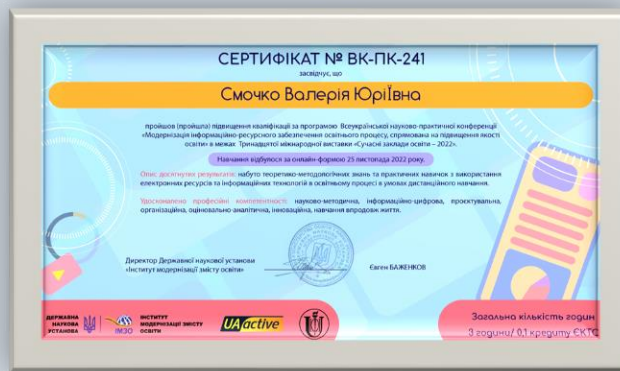 СЕРТИФІКАТ № ВК-ПК-241
засвідчує, що
Смочко Валерія ЮріЇвна
пройшов (пройшла) підвищення кваліфікації за програмою Всеукраїнської науково-практичної конференції
«Модернізація інформаційно-ресурсного забезпечення освітнього процесу, спрямована на підвищення якості
освіти» в межах Тринадцятої міжнародної виставки «Сучасні заклади освіти – 2022».
Навчання відбулося за онлайн-формою 25 листопада 2022 року.
Опис досягнутих результатів: набуто теоретико-методологічних знань та практичних навичок з використання
електронних ресурсів та інформаційних технологій в освітньому процесі в умовах дистанційного навчання.
Удосконалено професійні компетентності: науково-методична, інформаційно-цифрова, проєктувальна,
організаційна, оцінювально-аналітична, інноваційна, навчання впродовж життя.
Директор Державної наукової установи
«Інститут модернізації змісту освіти»
Євген БАЖЕНКОВ
ДЕРЖАВНА
НАУКОВА
УСТАНОВА
ІМЗО
ІНСТИТУТ
МОДЕРНІЗАЦІЇ ЗМІСТУ
ОСВІТИ
UAactive
Загальна кількість годин
3 години/ 0,1 кредиту ЄКТС